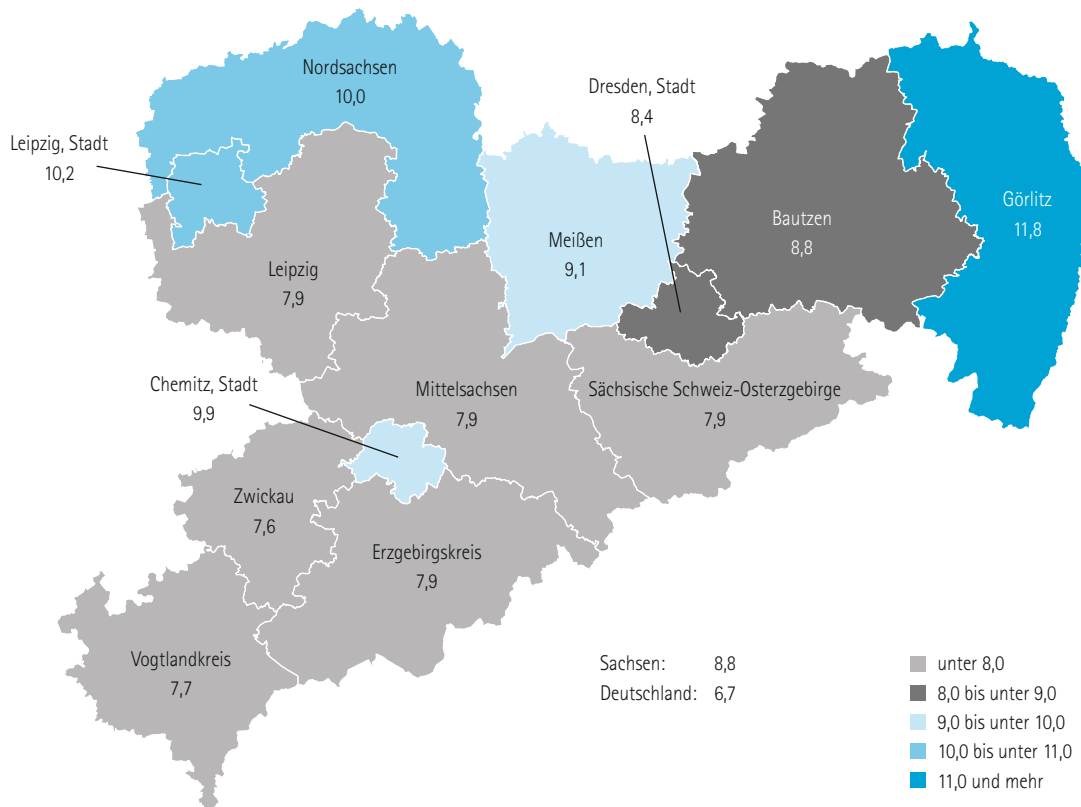 Nordsachsen
10,0
Dresden, Stadt
8,4
Leipzig, Stadt
10,2
Görlitz
11,8
Bautzen
8,8
Meißen
9,1
Leipzig
7,9
Chemitz, Stadt
9,9
Mittelsachsen
7,9
Sächsische Schweiz-Osterzgebirge
7,9
Zwickau
7,6
Erzgebirgskreis
7,9
Vogtlandkreis
7,7
Sachsen: 8,8
Deutschland: 6,7
unter 8,0
8,0 bis unter 9,0
9,0 bis unter 10,0
10,0 bis unter 11,0
11,0 und mehr